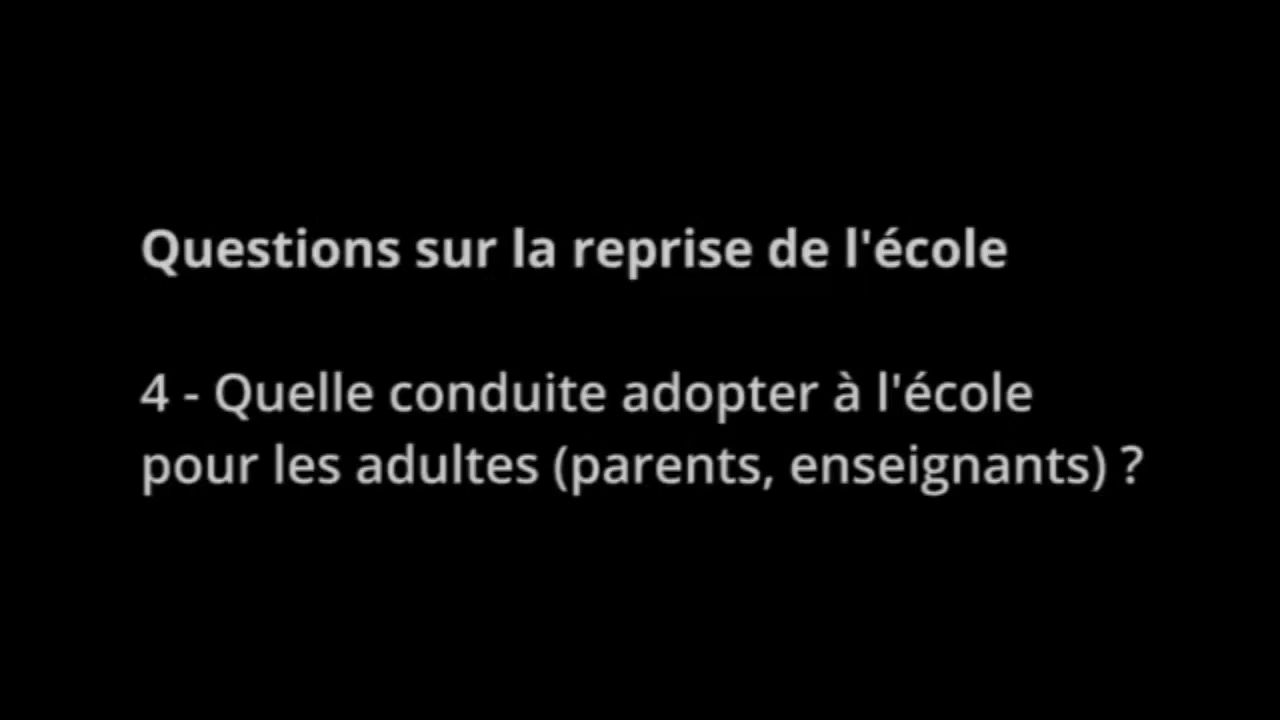 Questions sur la reprise de l'école
4 - Quelle conduite adopter à l'école
pour les adultes (parents, enseignants) ?